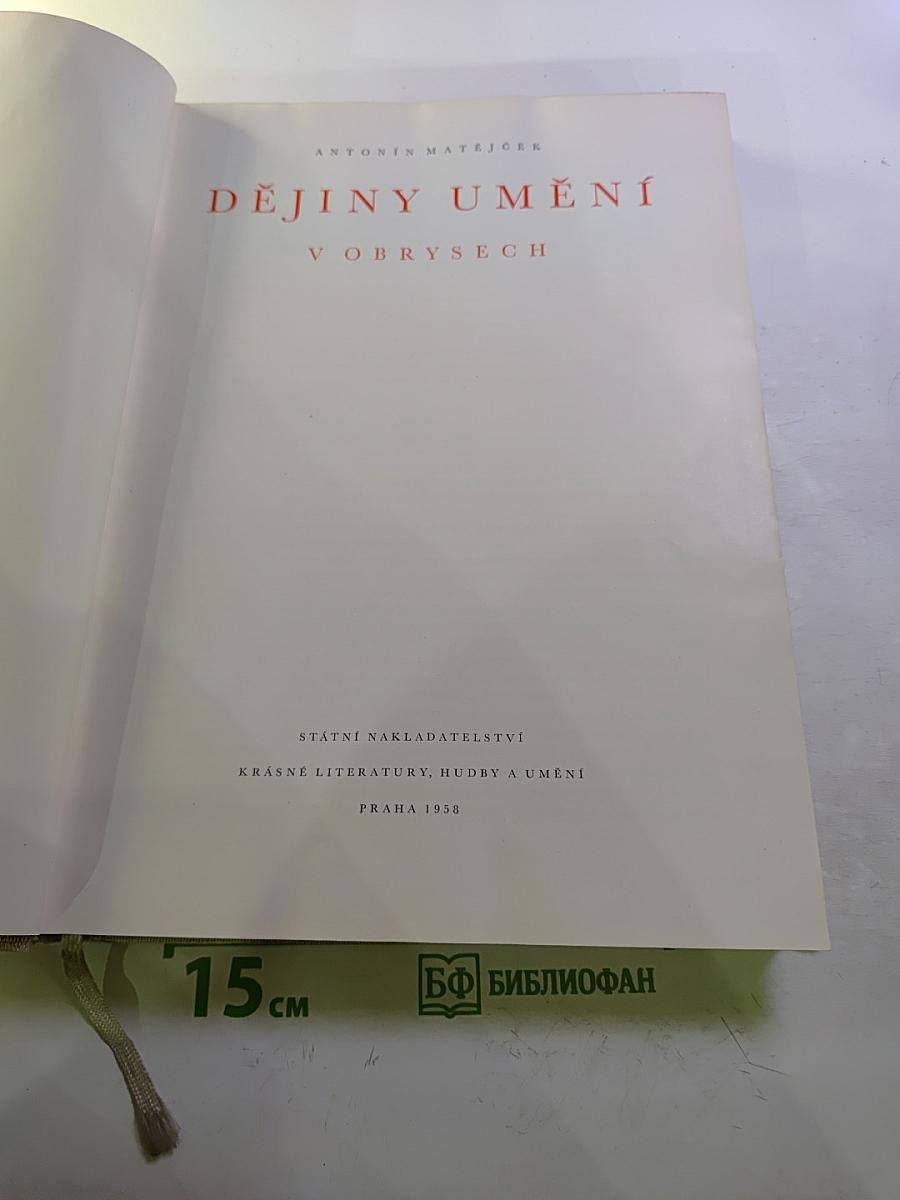 ANTONÍN MATĚJČEK
DĚJINY UMĚNÍ
V OBRYSECH
STÁTNÍ NAKLADATELSTVÍ
KRÁSNÉ LITERATURY, HUDBY A UMĚNÍ
PRAHA 1958
15 см
БФ БИБЛИОФАН